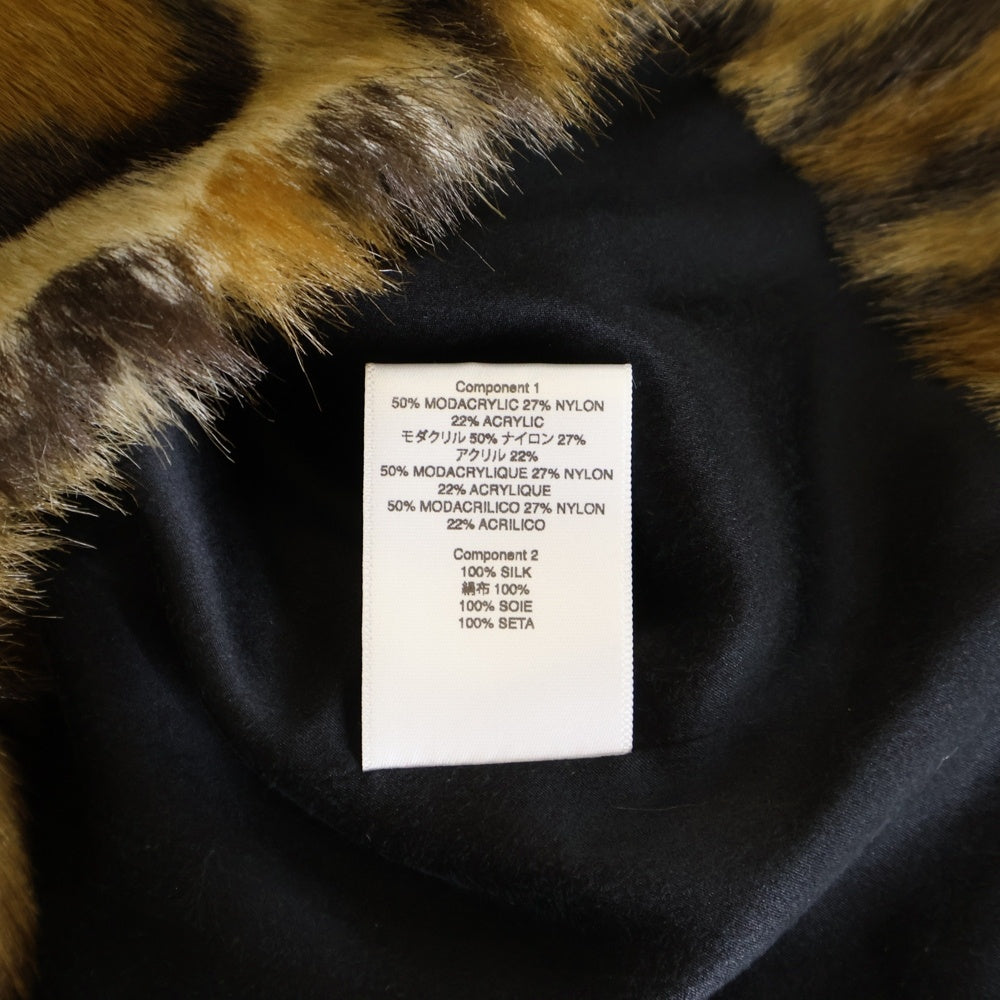 Component 1
50% MODACRYLIC 27% NYLON
22% ACRYLIC
モダクリル 50% ナイロン 27%
アクリル 22%
50% MODACRYLIQUE 27% NYLON
22% ACRYLIQUE
50% MODACRILICO 27% NYLON
22% ACRILICO
Component 2
100% SILK
絹布 100%
100% SOIE
100% SETA